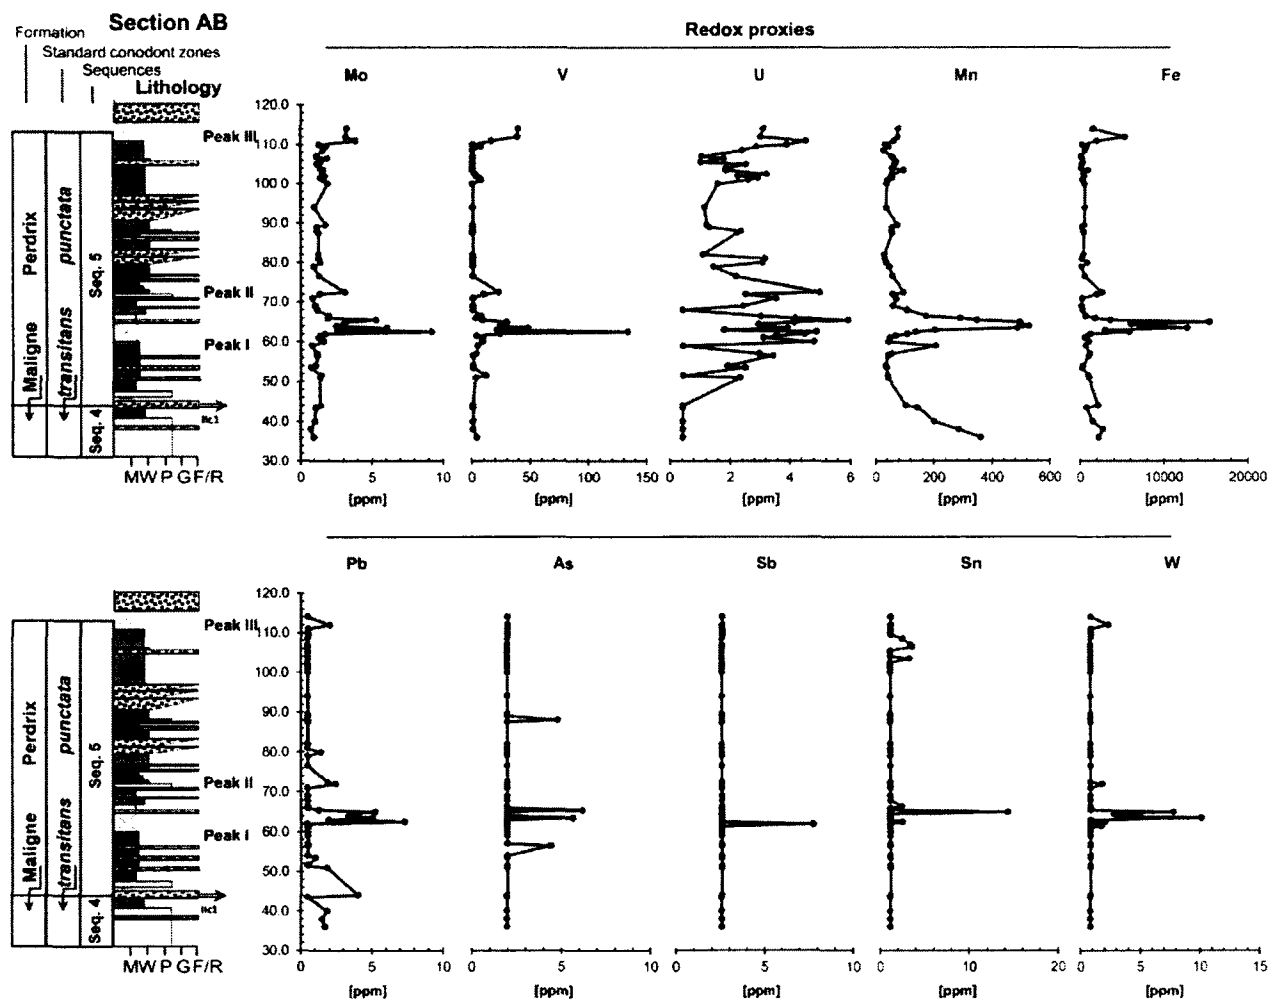 Section AB
Redox proxies
Formation
Standard conodont zones
Sequences
Lithology
Mo V U Mn Fe
Peak III
Peak II
Peak I
Maligne Perdrix
transitans punctata
Seq. 4 Seq. 5
120.0
110.0
100.0
90.0
80.0
70.0
60.0
50.0
40.0
30.0
MW P GF/R
0 5 10 0 50 100 150 0 2 4 6 0 200 400 600 0 10000 20000
[ppm] [ppm] [ppm] [ppm] [ppm]
Pb As Sb Sn W
Peak III
Peak II
Peak I
Maligne Perdrix
transitans punctata
Seq. 4 Seq. 5
120.0
110.0
100.0
90.0
80.0
70.0
60.0
50.0
40.0
30.0
MW P GF/R
0 5 10 0 5 10 0 5 10 0 10 20 0 5 10 15
[ppm] [ppm] [ppm] [ppm] [ppm]